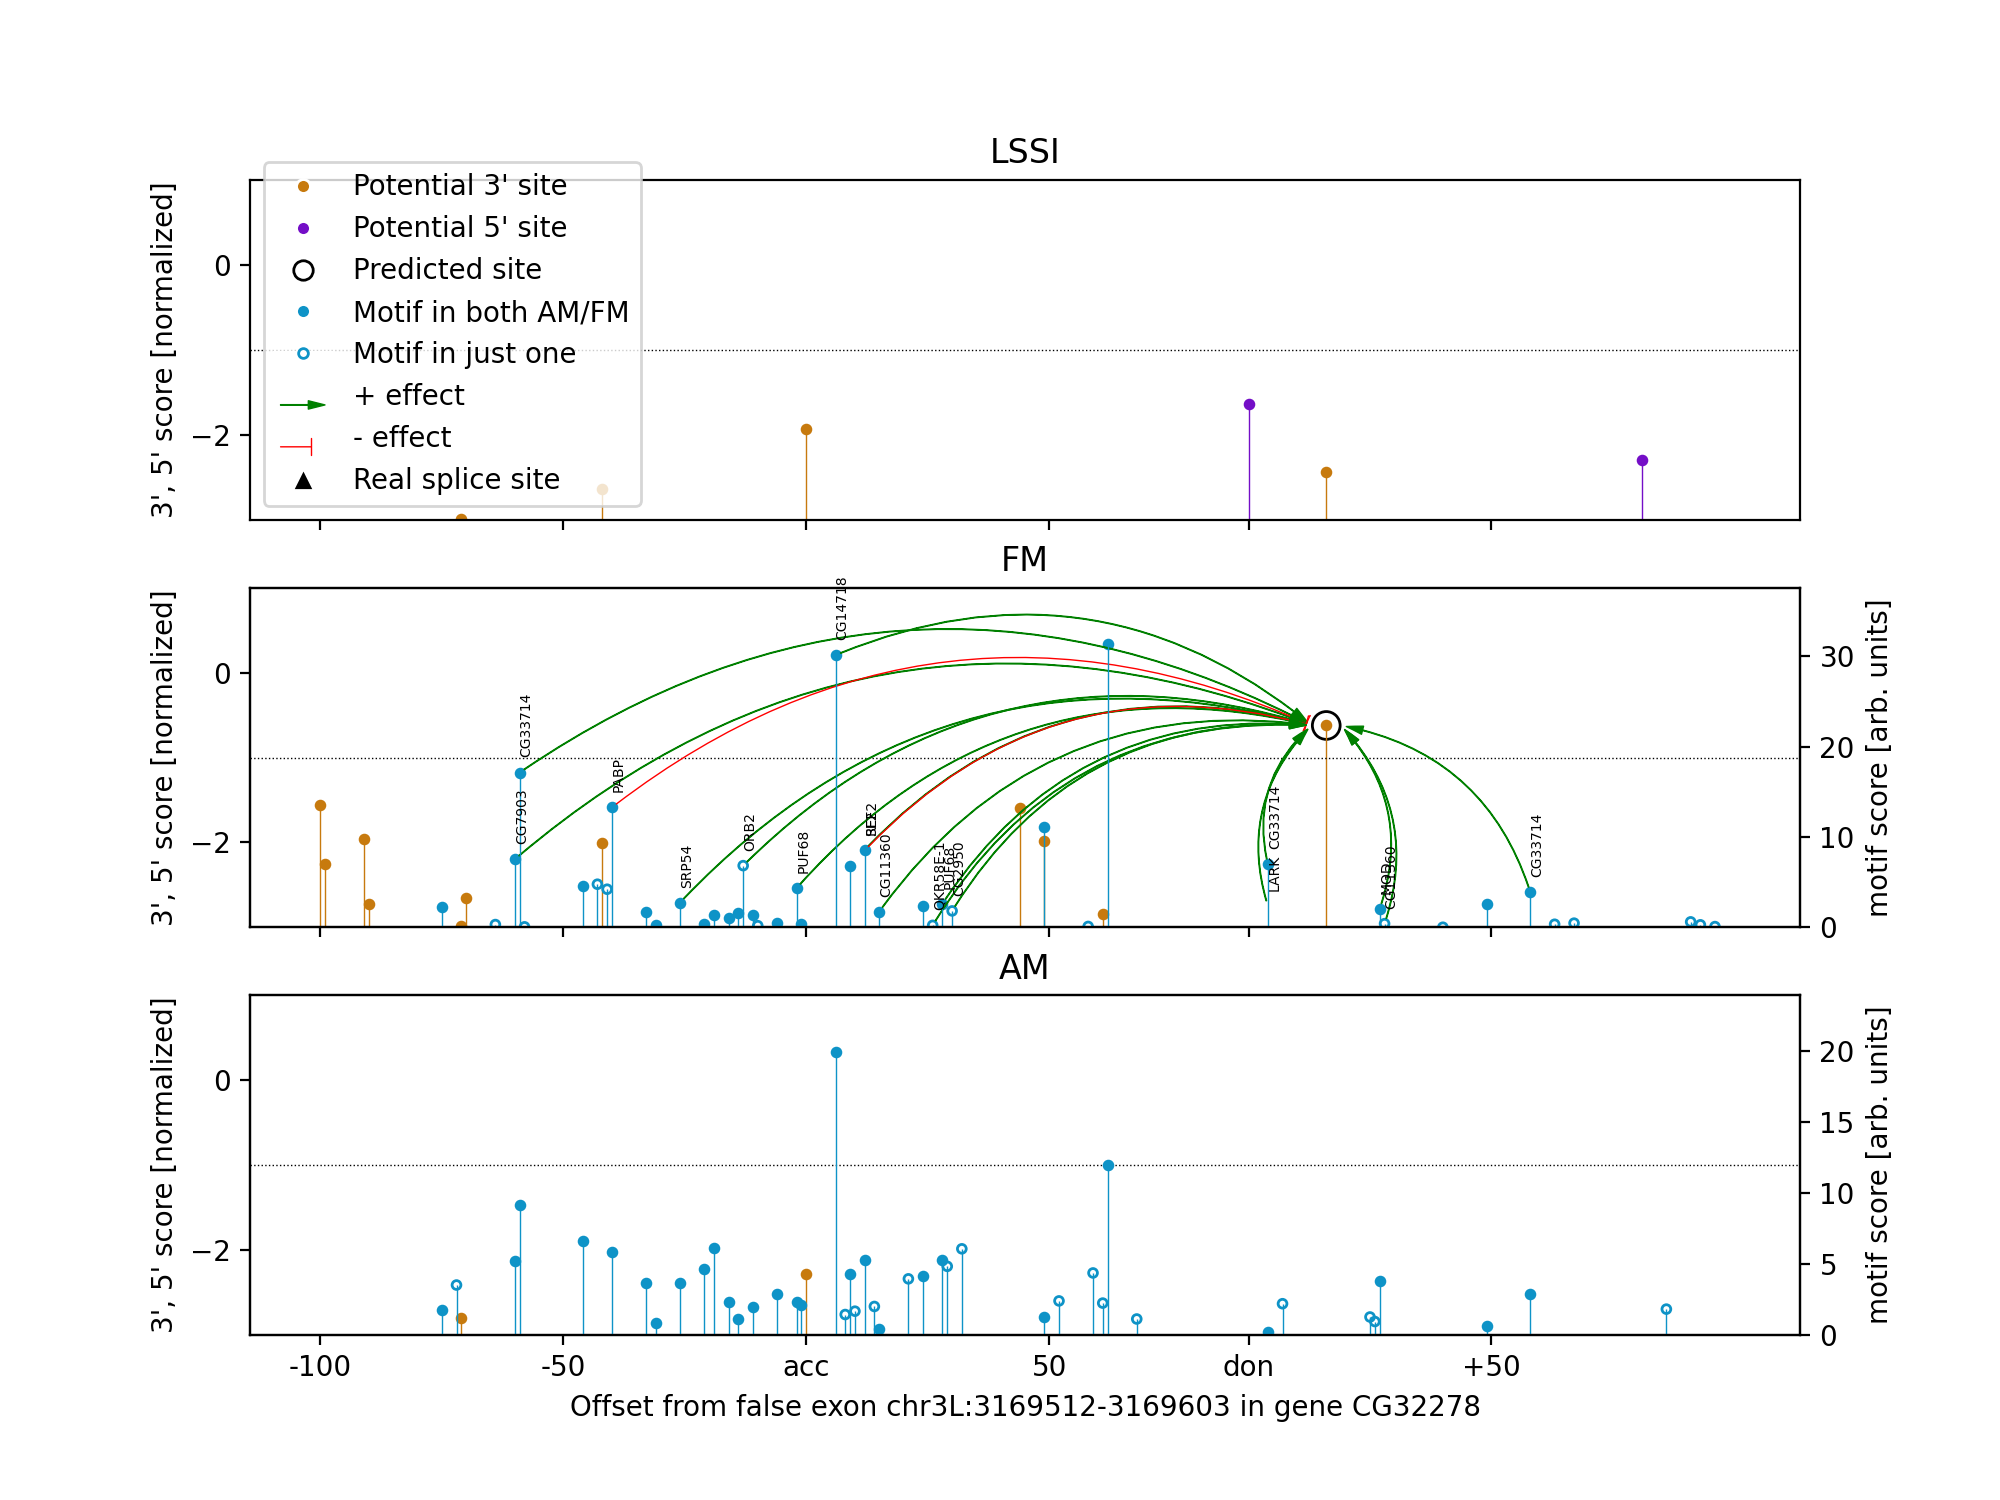 LSSI
3', 5' score [normalized]
0
−2
Potential 3' site
Potential 5' site
Predicted site
Motif in both AM/FM
Motif in just one
+ effect
- effect
Real splice site
FM
3', 5' score [normalized]
0
−2
CG33714
CG7903
PABP
SRP54
ORB2
PUF68
CG14718
CG11360
PUF68
CG2950
LARK
CG33714
CG11360
CG33714
30
20
10
0
motif score [arb. units]
AM
3', 5' score [normalized]
0
−2
20
15
10
5
0
motif score [arb. units]
-100
-50
acc
50
don
+50
Offset from false exon chr3L:3169512-3169603 in gene CG32278